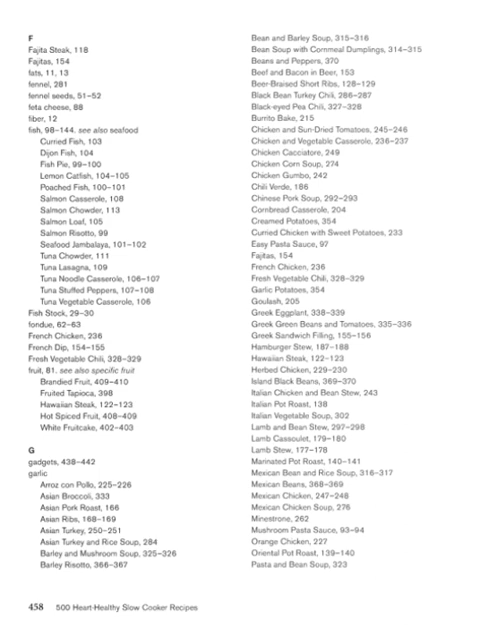 F
Fajita Steak, 118
Fajitas, 154
fats, 11, 13
fennel, 281
fennel seeds, 51–52
feta cheese, 88
fiber, 12
fish, 98–144. see also seafood
Curried Fish, 103
Dijon Fish, 104
Fish Pie, 99–100
Lemon Catfish, 104–105
Poached Fish, 100–101
Salmon Casserole, 108
Salmon Chowder, 113
Salmon Loaf, 105
Salmon Risotto, 99
Seafood Jambalaya, 101–102
Tuna Chowder, 111
Tuna Lasagna, 109
Tuna Noodle Casserole, 106–107
Tuna Stuffed Peppers, 107–108
Tuna Vegetable Casserole, 106
Fish Stock, 29–30
fondue, 62–63
French Chicken, 236
French Dip, 154–155
Fresh Vegetable Chili, 328–329
fruit, 81. see also specific fruit
Brandied Fruit, 409–410
Fruited Tapioca, 398
Hawaiian Steak, 122–123
Hot Spiced Fruit, 408–409
White Fruitcake, 402–403
G
gadgets, 438–442
garlic
Arroz con Pollo, 225–226
Asian Broccoli, 333
Asian Pork Roast, 166
Asian Ribs, 168–169
Asian Turkey, 250–251
Asian Turkey and Rice Soup, 284
Barley and Mushroom Soup, 325–326
Barley Risotto, 366–367
Bean and Barley Soup, 315–316
Bean Soup with Cornmeal Dumplings, 314–315
Beans and Peppers, 370
Beef and Bacon in Beer, 153
Beer-Braised Short Ribs, 128–129
Black Bean Turkey Chili, 286–287
Black-eyed Pea Chili, 327–328
Burrito Bake, 215
Chicken and Sun-Dried Tomatoes, 245–246
Chicken and Vegetable Casserole, 236–237
Chicken Cacciatore, 249
Chicken Corn Soup, 274
Chicken Gumbo, 242
Chili Verde, 186
Chinese Pork Soup, 292–293
Cornbread Casserole, 204
Creamed Potatoes, 354
Curried Chicken with Sweet Potatoes, 233
Easy Pasta Sauce, 97
Fajitas, 154
French Chicken, 236
Fresh Vegetable Chili, 328–329
Garlic Potatoes, 354
Goulash, 205
Greek Eggplant, 338–339
Greek Green Beans and Tomatoes, 335–336
Greek Sandwich Filling, 155–156
Hamburger Stew, 187–188
Hawaiian Steak, 122–123
Herbed Chicken, 229–230
Island Black Beans, 369–370
Italian Chicken and Bean Stew, 243
Italian Pot Roast, 138
Italian Vegetable Soup, 302
Lamb and Bean Stew, 297–298
Lamb Cassoulet, 179–180
Lamb Stew, 177–178
Marinated Pot Roast, 140–141
Mexican Bean and Rice Soup, 316–317
Mexican Beans, 368–369
Mexican Chicken, 247–248
Mexican Chicken Soup, 276
Minestrone, 262
Mushroom Pasta Sauce, 93–94
Orange Chicken, 227
Oriental Pot Roast, 139–140
Pasta and Bean Soup, 323
458 500 Heart-Healthy Slow Cooker Recipes